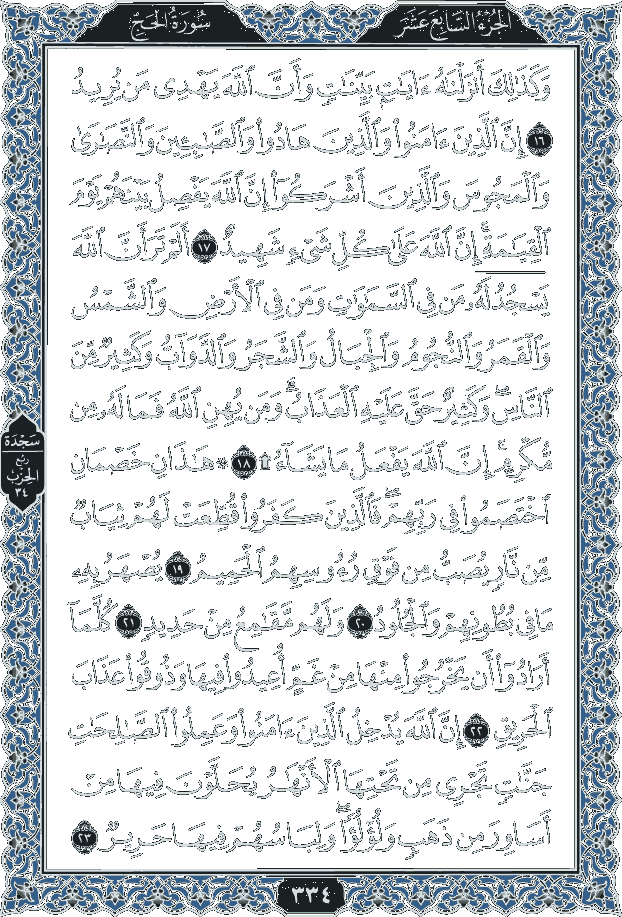 الجزء السابع عشر
سورة الحج
وَكَذَٰلِكَ أَنزَلْنَٰهُ ءَايَٰتٍۭ بَيِّنَٰتٍ وَأَنَّ ٱللَّهَ يَهْدِى مَن يُرِيدُ
١٦ إِنَّ ٱلَّذِينَ ءَامَنُوا۟ وَٱلَّذِينَ هَادُوا۟ وَٱلصَّٰبِـِٔينَ وَٱلنَّصَٰرَىٰ
وَٱلْمَجُوسَ وَٱلَّذِينَ أَشْرَكُوٓا۟ إِنَّ ٱللَّهَ يَفْصِلُ بَيْنَهُمْ يَوْمَ
ٱلْقِيَٰمَةِ ۚ إِنَّ ٱللَّهَ عَلَىٰ كُلِّ شَىْءٍ شَهِيدٌ ١٧ أَلَمْ تَرَ أَنَّ ٱللَّهَ
يَسْجُدُ لَهُۥ مَن فِى ٱلسَّمَٰوَٰتِ وَمَن فِى ٱلْأَرْضِ وَٱلشَّمْسُ
وَٱلْقَمَرُ وَٱلنُّجُومُ وَٱلْجِبَالُ وَٱلشَّجَرُ وَٱلدَّوَآبُّ وَكَثِيرٌ مِّنَ
ٱلنَّاسِ ۖ وَكَثِيرٌ حَقَّ عَلَيْهِ ٱلْعَذَابُ ۗ وَمَن يُهِنِ ٱللَّهُ فَمَا لَهُۥ مِن
مُّكْرِمٍ ۚ إِنَّ ٱللَّهَ يَفْعَلُ مَا يَشَآءُ ۩ ١٨ ۞ هَٰذَانِ خَصْمَانِ
ٱخْتَصَمُوا۟ فِى رَبِّهِمْ ۖ فَٱلَّذِينَ كَفَرُوا۟ قُطِّعَتْ لَهُمْ ثِيَابٌ
مِّن نَّارٍ يُصَبُّ مِن فَوْقِ رُءُوسِهِمُ ٱلْحَمِيمُ ١٩ يُصْهَرُ بِهِۦ
مَا فِى بُطُونِهِمْ وَٱلْجُلُودُ ٢٠ وَلَهُم مَّقَٰمِعُ مِنْ حَدِيدٍ ٢١ كُلَّمَآ
أَرَادُوٓا۟ أَن يَخْرُجُوا۟ مِنْهَا مِنْ غَمٍّ أُعِيدُوا۟ فِيهَا وَذُوقُوا۟ عَذَابَ
ٱلْحَرِيقِ ٢٢ إِنَّ ٱللَّهَ يُدْخِلُ ٱلَّذِينَ ءَامَنُوا۟ وَعَمِلُوا۟ ٱلصَّٰلِحَٰتِ
جَنَّٰتٍ تَجْرِى مِن تَحْتِهَا ٱلْأَنْهَٰرُ يُحَلَّوْنَ فِيهَا مِنْ
أَسَاوِرَ مِن ذَهَبٍ وَلُؤْلُؤًا ۖ وَلِبَاسُهُمْ فِيهَا حَرِيرٌ ٢٣
سجدة
ربع
الحزب
٣٤
٣٣٤